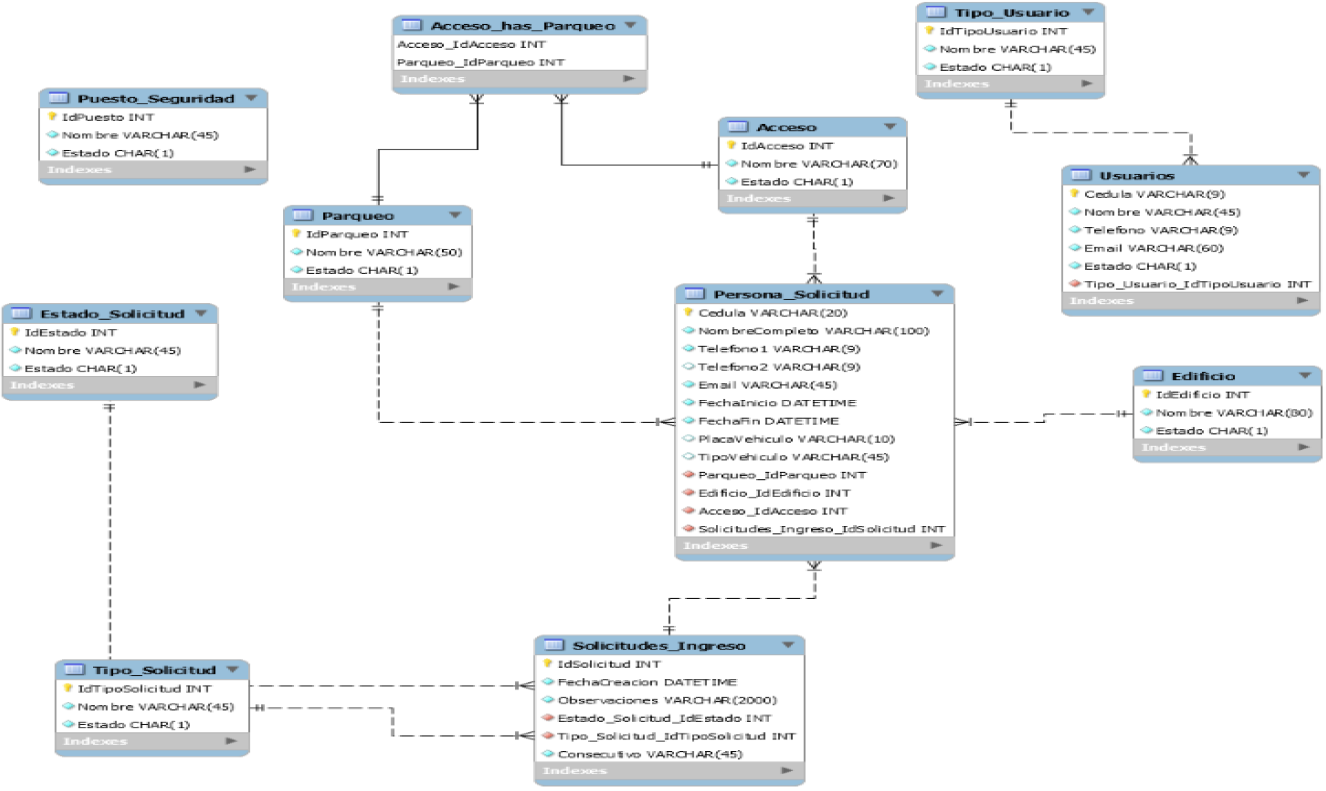 Acceso_has_Parqueo
Acceso_IdAcceso INT
Parqueo_IdParqueo INT
Indexes
Tipo_Usuario
IdTipoUsuario INT
Nombre VARCHAR(45)
Estado CHAR(1)
Indexes
Puesto_Seguridad
IdPuesto INT
Nombre VARCHAR(45)
Estado CHAR(1)
Indexes
Acceso
IdAcceso INT
Nombre VARCHAR(70)
Estado CHAR(1)
Indexes
Usuarios
Cedula VARCHAR(9)
Nombre VARCHAR(45)
Telefono VARCHAR(9)
Email VARCHAR(60)
Estado CHAR(1)
Tipo_Usuario_IdTipoUsuario INT
Indexes
Parqueo
IdParqueo INT
Nombre VARCHAR(50)
Estado CHAR(1)
Indexes
Estado_Solicitud
IdEstado INT
Nombre VARCHAR(45)
Estado CHAR(1)
Indexes
Persona_Solicitud
Cedula VARCHAR(20)
NombreCompleto VARCHAR(100)
Telefono1 VARCHAR(9)
Telefono2 VARCHAR(9)
Email VARCHAR(45)
FechaInicio DATETIME
FechaFin DATETIME
PlacaVehiculo VARCHAR(10)
TipoVehiculo VARCHAR(45)
Parqueo_IdParqueo INT
Edificio_IdEdificio INT
Acceso_IdAcceso INT
Solicitudes_Ingreso_IdSolicitud INT
Indexes
Edificio
IdEdificio INT
Nombre VARCHAR(80)
Estado CHAR(1)
Indexes
Tipo_Solicitud
IdTipoSolicitud INT
Nombre VARCHAR(45)
Estado CHAR(1)
Indexes
Solicitudes_Ingreso
IdSolicitud INT
FechaCreacion DATETIME
Observaciones VARCHAR(2000)
Estado_Solicitud_IdEstado INT
Tipo_Solicitud_IdTipoSolicitud INT
Consecutivo VARCHAR(45)
Indexes